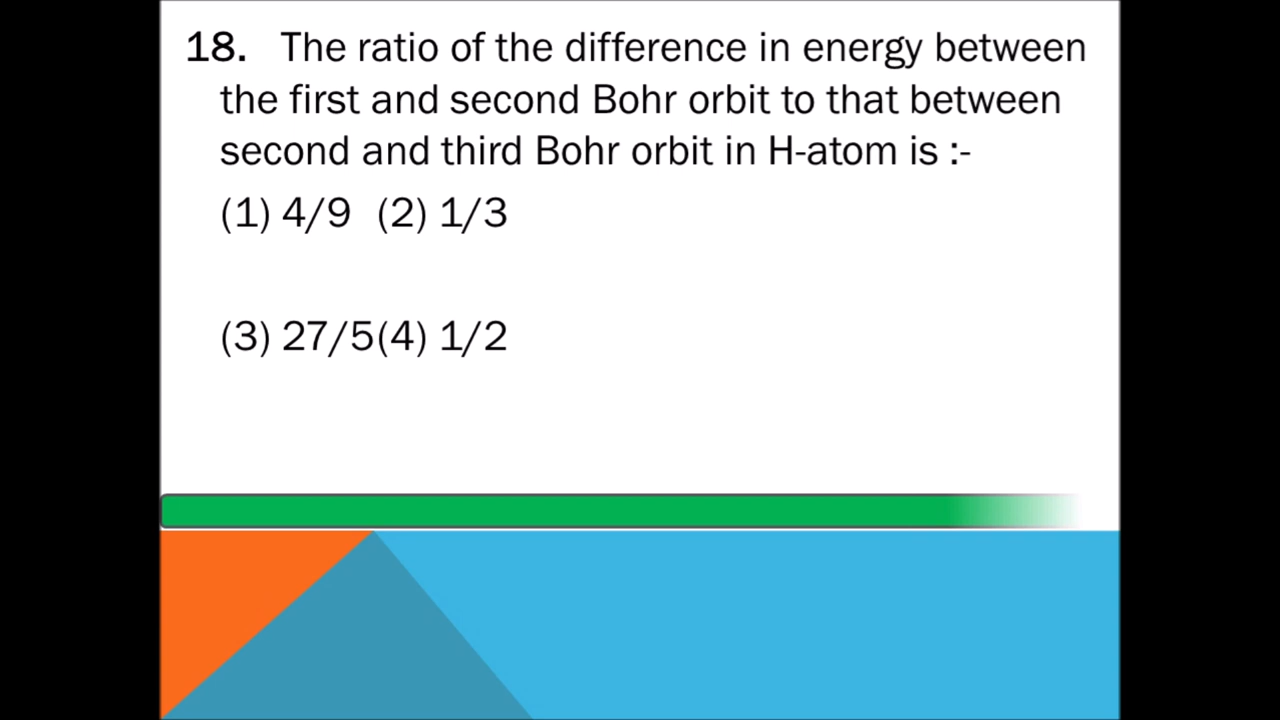 18. The ratio of the difference in energy between
the first and second Bohr orbit to that between
second and third Bohr orbit in H-atom is :-
(1) 4/9 (2) 1/3
(3) 27/5(4) 1/2